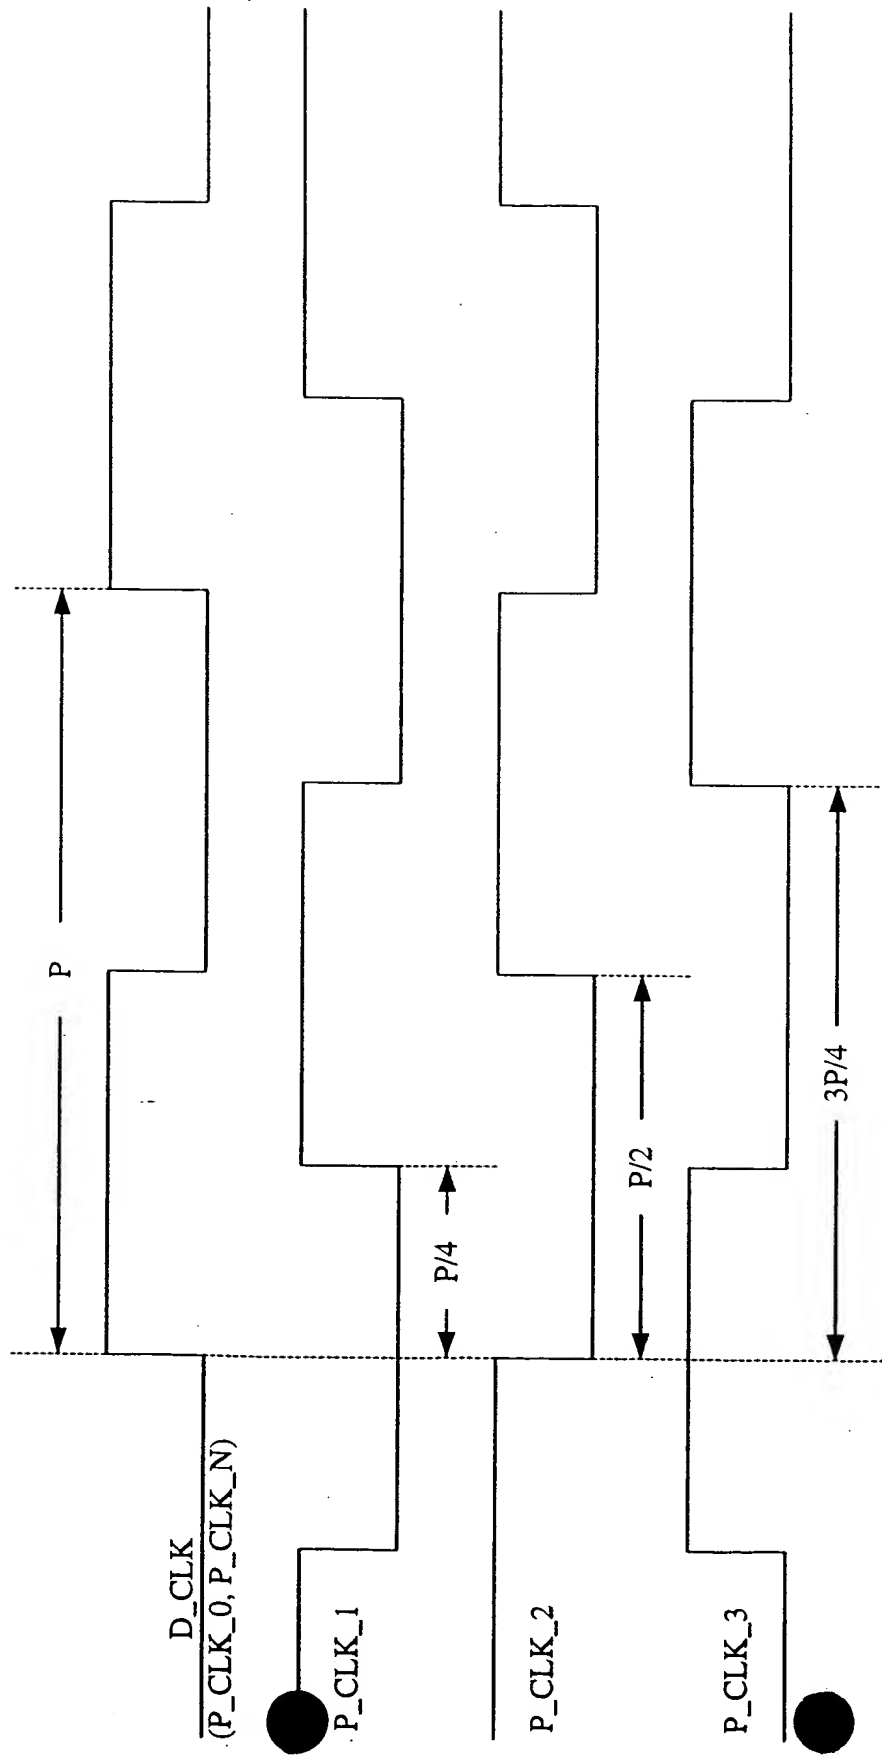 P
D_CLK
(P_CLK_0, P_CLK_N)
P_CLK_1
P/4
P_CLK_2
P/2
P_CLK_3
3P/4